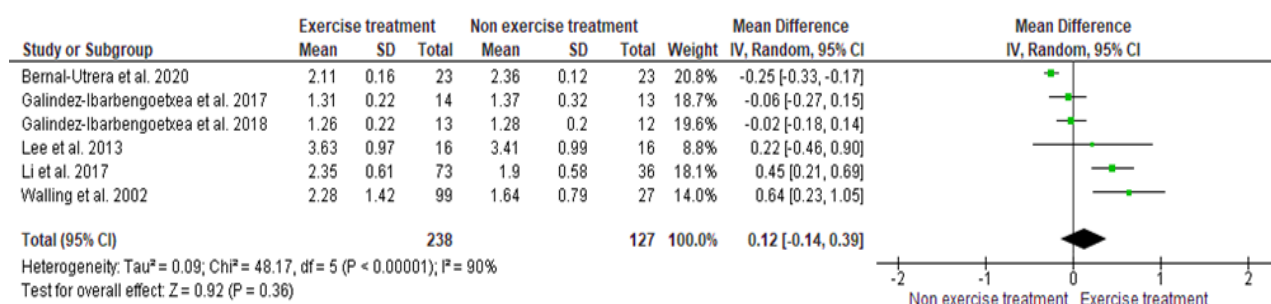 Exercise treatment Non exercise treatment Mean Difference Mean Difference
Study or Subgroup Mean SD Total Mean SD Total Weight IV, Random, 95% CI IV, Random, 95% CI
Bernal-Utrera et al. 2020 2.11 0.16 23 2.36 0.12 23 20.8% -0.25 [-0.33, -0.17]
Galindez-Ibarbengoetxea et al. 2017 1.31 0.22 14 1.37 0.32 13 18.7% -0.06 [-0.27, 0.15]
Galindez-Ibarbengoetxea et al. 2018 1.26 0.22 13 1.28 0.2 12 19.6% -0.02 [-0.18, 0.14]
Lee et al. 2013 3.63 0.97 16 3.41 0.99 16 8.8% 0.22 [-0.46, 0.90]
Li et al. 2017 2.35 0.61 73 1.9 0.58 36 18.1% 0.45 [0.21, 0.69]
Walling et al. 2002 2.28 1.42 99 1.64 0.79 27 14.0% 0.64 [0.23, 1.05]
Total (95% CI) 238 127 100.0% 0.12 [-0.14, 0.39]
Heterogeneity: Tau² = 0.09; Chi² = 48.17, df = 5 (P < 0.00001); I² = 90%
Test for overall effect: Z = 0.92 (P = 0.36)
-2 -1 0 1 2
Non exercise treatment Exercise treatment